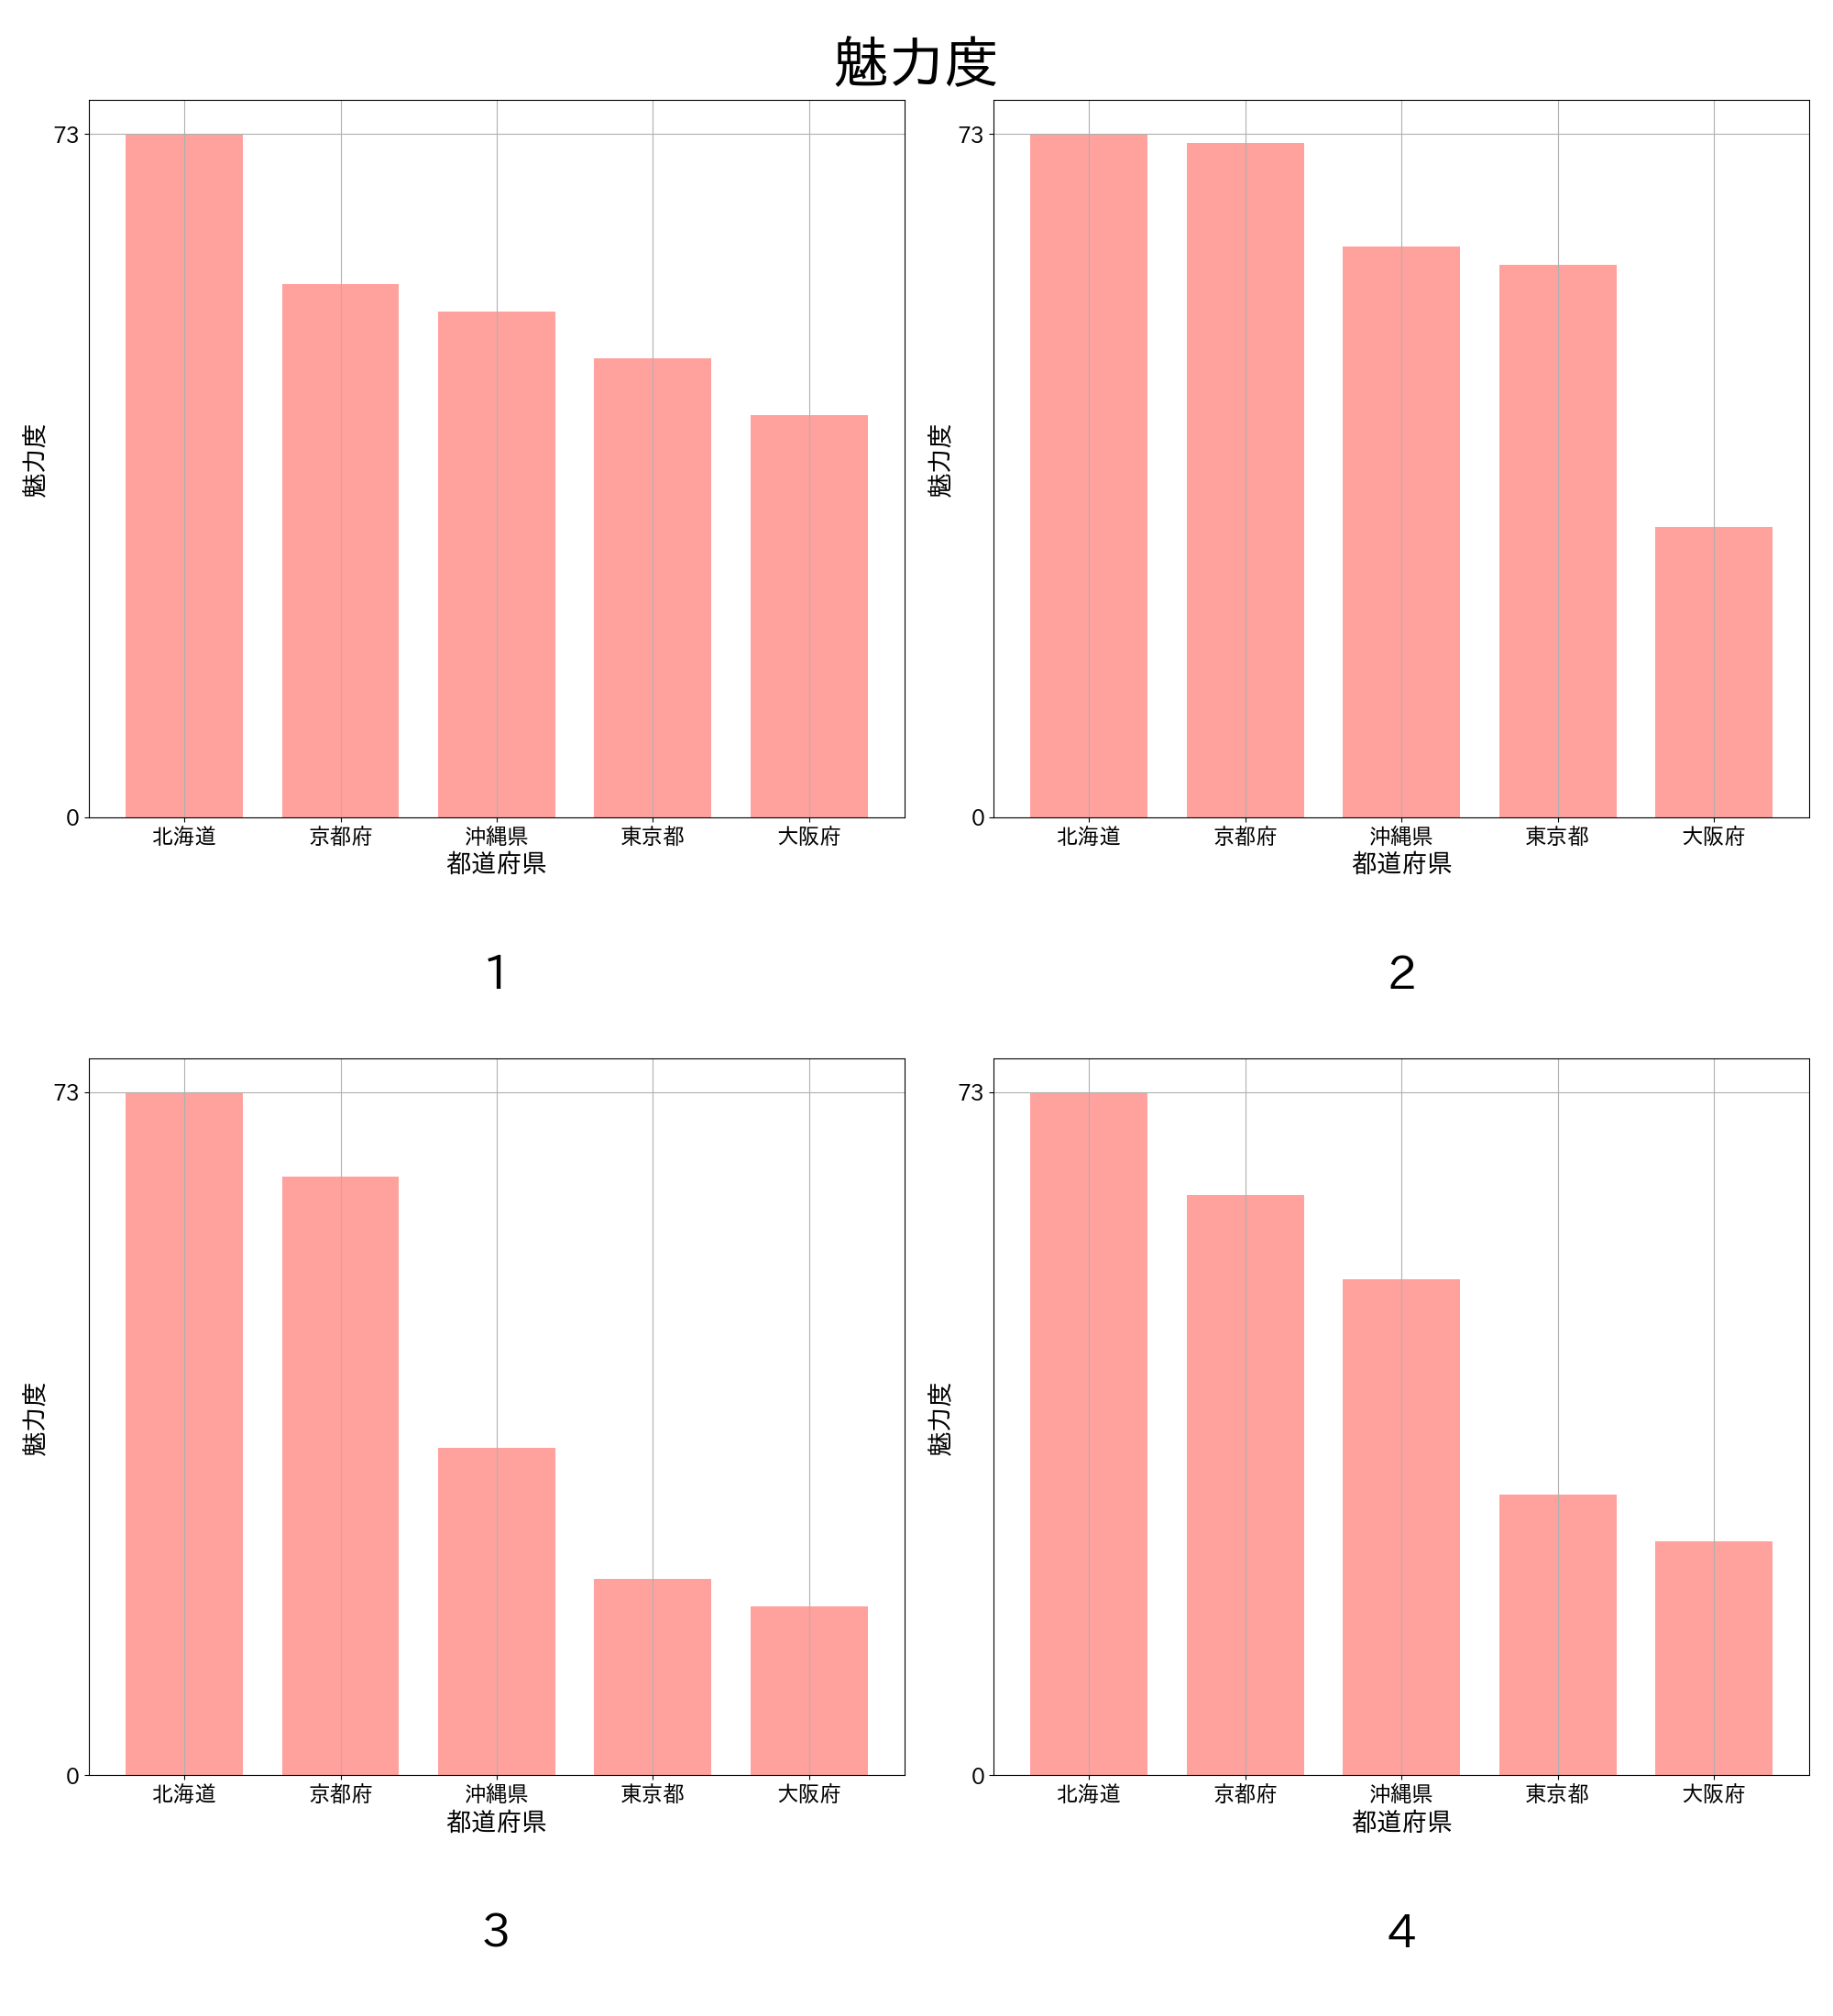 魅力度
73
0
魅力度
北海道 京都府 沖縄県 東京都 大阪府
都道府県
1
73
0
魅力度
北海道 京都府 沖縄県 東京都 大阪府
都道府県
2
73
0
魅力度
北海道 京都府 沖縄県 東京都 大阪府
都道府県
3
73
0
魅力度
北海道 京都府 沖縄県 東京都 大阪府
都道府県
4